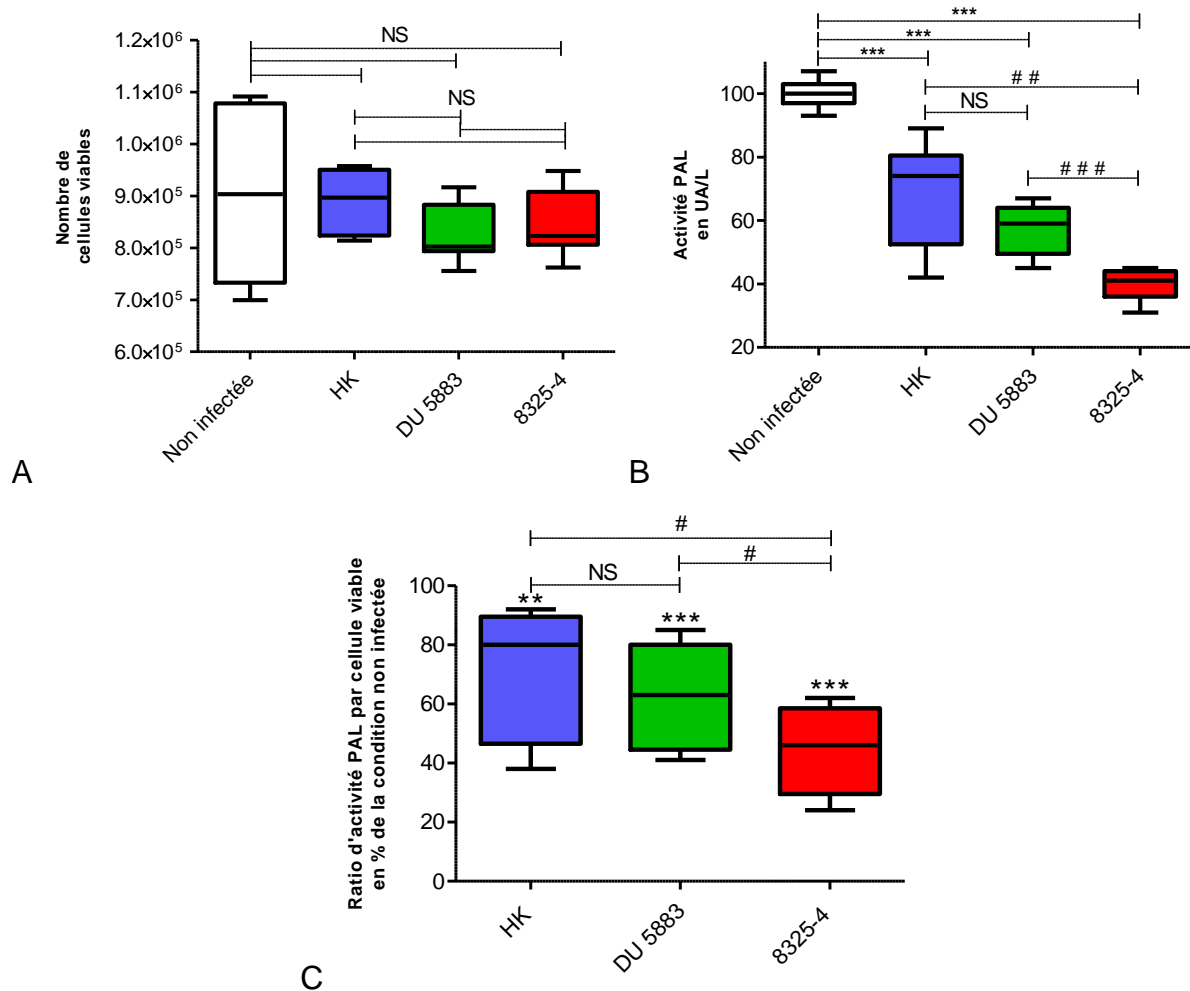 NS
NS
1.2×10⁶
1.1×10⁶
1.0×10⁶
9.0×10⁵
8.0×10⁵
7.0×10⁵
6.0×10⁵
Nombre de
cellules viables
Non infectée
HK
DU 5883
8325-4
A
***
***
***
# #
NS
# # #
100
80
60
40
20
Activité PAL
en UA/L
Non infectée
HK
DU 5883
8325-4
B
#
#
NS
**
***
***
100
80
60
40
20
0
Ratio d'activité PAL par cellule viable
en % de la condition non infectée
HK
DU 5883
8325-4
C